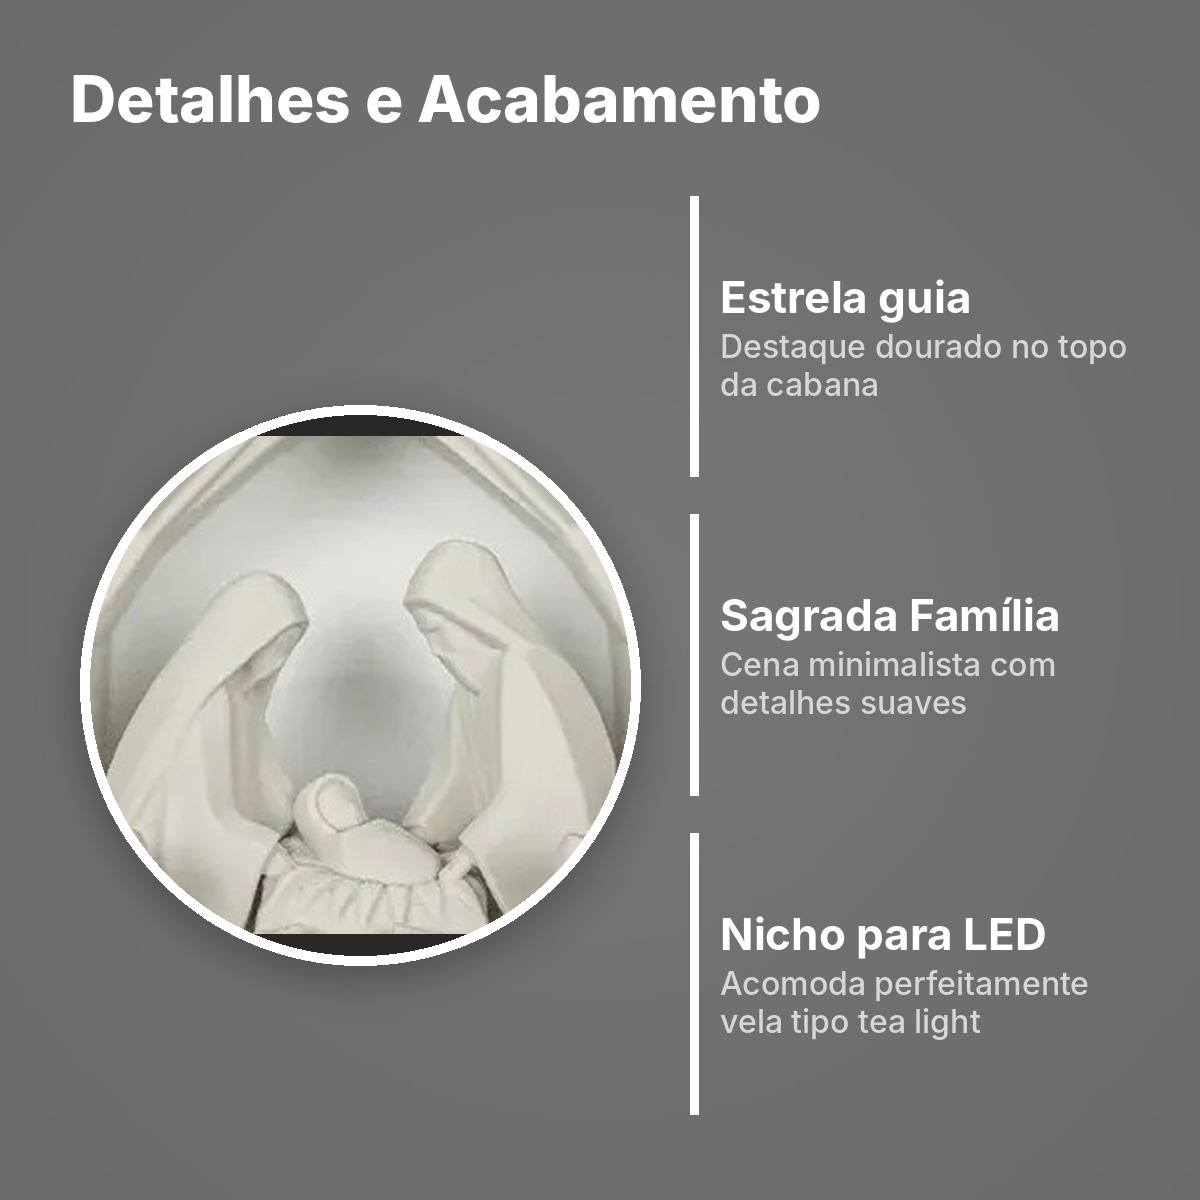 Detalhes e Acabamento
Estrela guia
Destaque dourado no topo
da cabana
Sagrada Família
Cena minimalista com
detalhes suaves
Nicho para LED
Acomoda perfeitamente
vela tipo tea light